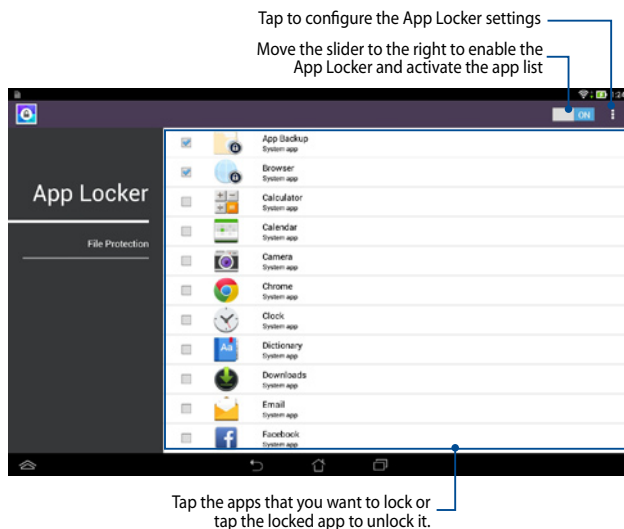 Tap to configure the App Locker settings
Move the slider to the right to enable the
App Locker and activate the app list
ON
App Locker
File Protection
App Backup
System app
Browser
System app
Calculator
System app
Calendar
System app
Camera
System app
Chrome
System app
Clock
System app
Dictionary
System app
Downloads
System app
Email
System app
Facebook
System app
Tap the apps that you want to lock or
tap the locked app to unlock it.